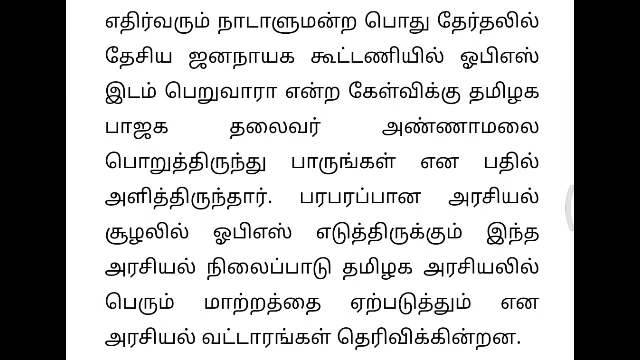 எதிர்வரும் நாடாளுமன்ற பொது தேர்தலில்
தேசிய ஜனநாயக கூட்டணியில் ஓபிஎஸ்
இடம் பெறுவாரா என்ற கேள்விக்கு தமிழக
பாஜக தலைவர் அண்ணாமலை
பொறுத்திருந்து பாருங்கள் என பதில்
அளித்திருந்தார். பரபரப்பான அரசியல்
சூழலில் ஓபிஎஸ் எடுத்திருக்கும் இந்த
அரசியல் நிலைப்பாடு தமிழக அரசியலில்
பெரும் மாற்றத்தை ஏற்படுத்தும் என
அரசியல் வட்டாரங்கள் தெரிவிக்கின்றன.